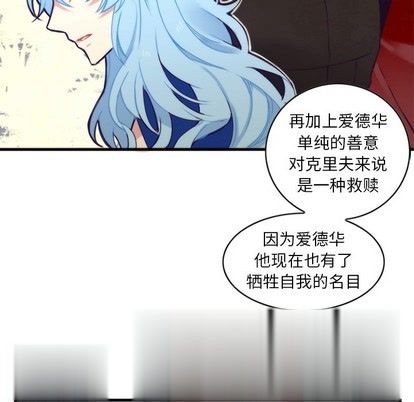 再加上爱德华
单纯的善意
对克里夫来说
是一种救赎
因为爱德华
他现在也有了
牺牲自我的名目